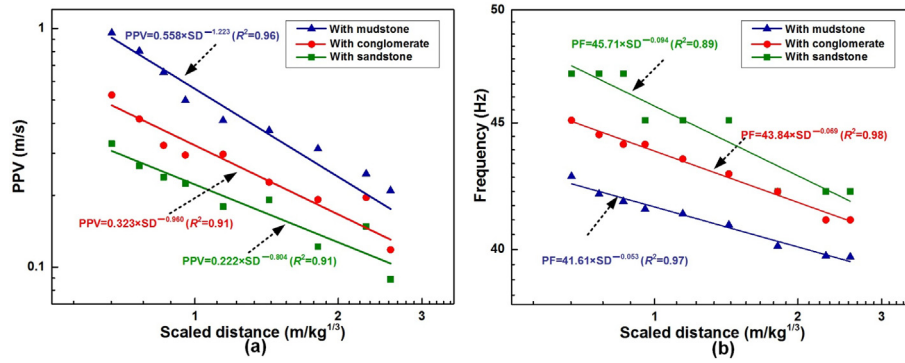 (a)
1
0.1
PPV (m/s)
PPV=0.558×SD−1.223 (R2=0.96)
With mudstone
With conglomerate
With sandstone
PPV=0.323×SD−0.960 (R2=0.91)
PPV=0.222×SD−0.804 (R2=0.91)
1
2
3
Scaled distance (m/kg1/3)
(a)
50
45
40
Frequency (Hz)
PF=45.71×SD−0.094 (R2=0.89)
With mudstone
With conglomerate
With sandstone
PF=43.84×SD−0.069 (R2=0.98)
PF=41.61×SD−0.053 (R2=0.97)
1
2
3
Scaled distance (m/kg1/3)
(b)